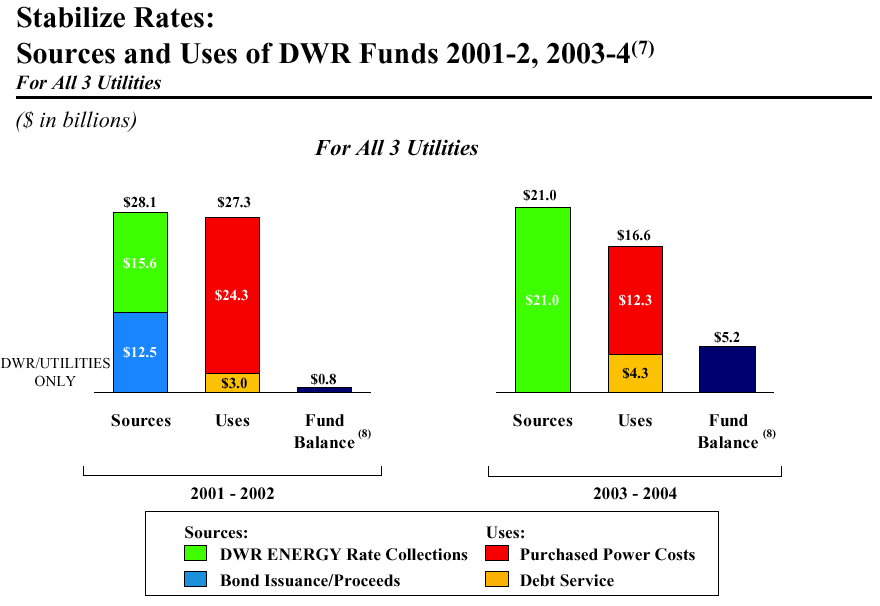 Stabilize Rates:
Sources and Uses of DWR Funds 2001-2, 2003-4(7)
For All 3 Utilities
($ in billions)
For All 3 Utilities
$28.1 $27.3 $21.0
$15.6 $24.3 $16.6
$21.0 $12.3
$12.5 $5.2
DWR/UTILITIES
ONLY
$3.0 $0.8 $4.3
Sources Uses Fund Balance (8) Sources Uses Fund Balance (8)
2001 - 2002 2003 - 2004
Sources: Uses:
DWR ENERGY Rate Collections Purchased Power Costs
Bond Issuance/Proceeds Debt Service